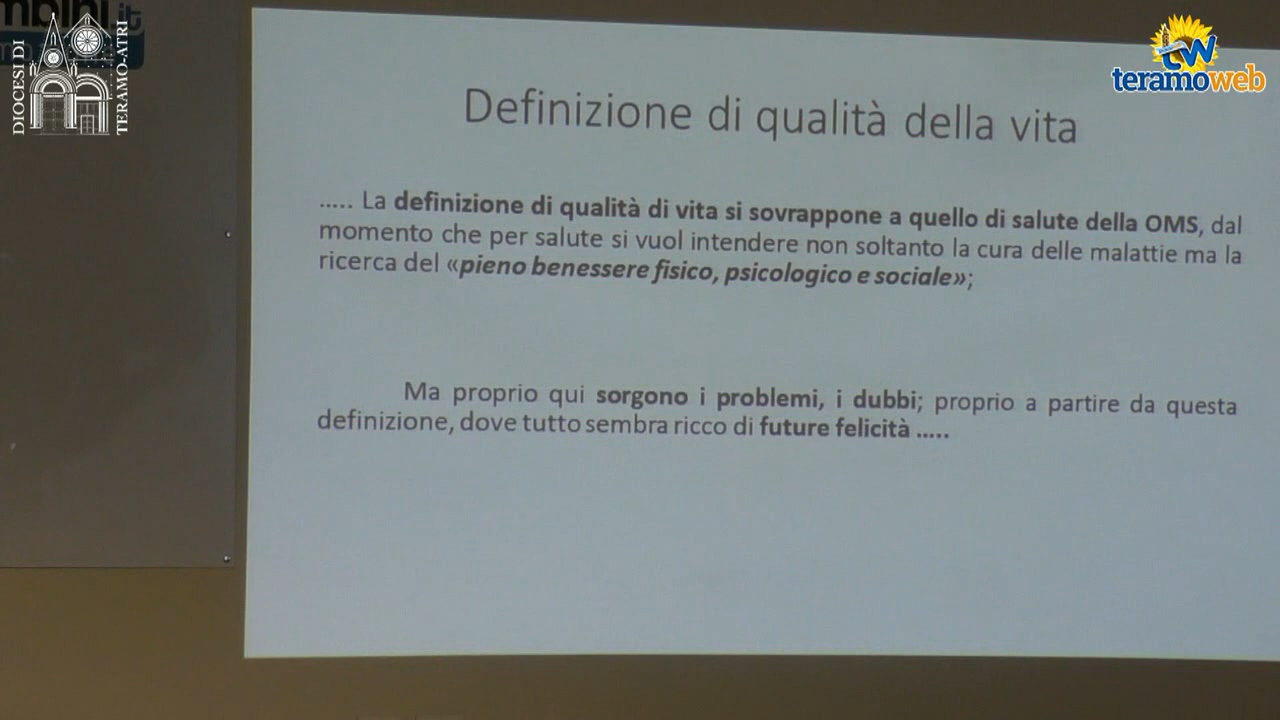 mbini.it
DIOCESI DI
TERAMO-ATRI
tw
teramoweb
Definizione di qualità della vita
..... La definizione di qualità di vita si sovrappone a quello di salute della OMS, dal
momento che per salute si vuol intendere non soltanto la cura delle malattie ma la
ricerca del «pieno benessere fisico, psicologico e sociale»;
Ma proprio qui sorgono i problemi, i dubbi; proprio a partire da questa
definizione, dove tutto sembra ricco di future felicità .....